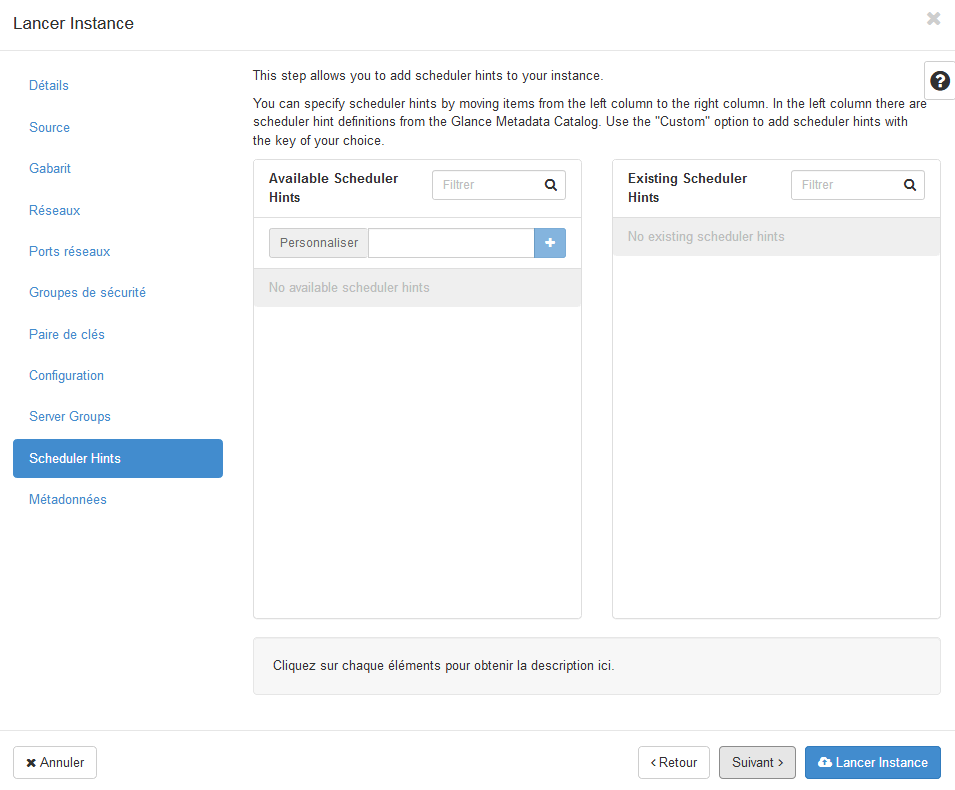 Lancer Instance
Détails
Source
Gabarit
Réseaux
Ports réseaux
Groupes de sécurité
Paire de clés
Configuration
Server Groups
Scheduler Hints
Métadonnées
This step allows you to add scheduler hints to your instance.
You can specify scheduler hints by moving items from the left column to the right column. In the left column there are
scheduler hint definitions from the Glance Metadata Catalog. Use the "Custom" option to add scheduler hints with
the key of your choice.
Available Scheduler
Hints
Filtrer
Personnaliser
No available scheduler hints
Existing Scheduler
Hints
Filtrer
No existing scheduler hints
Cliquez sur chaque éléments pour obtenir la description ici.
Annuler
< Retour
Suivant >
Lancer Instance